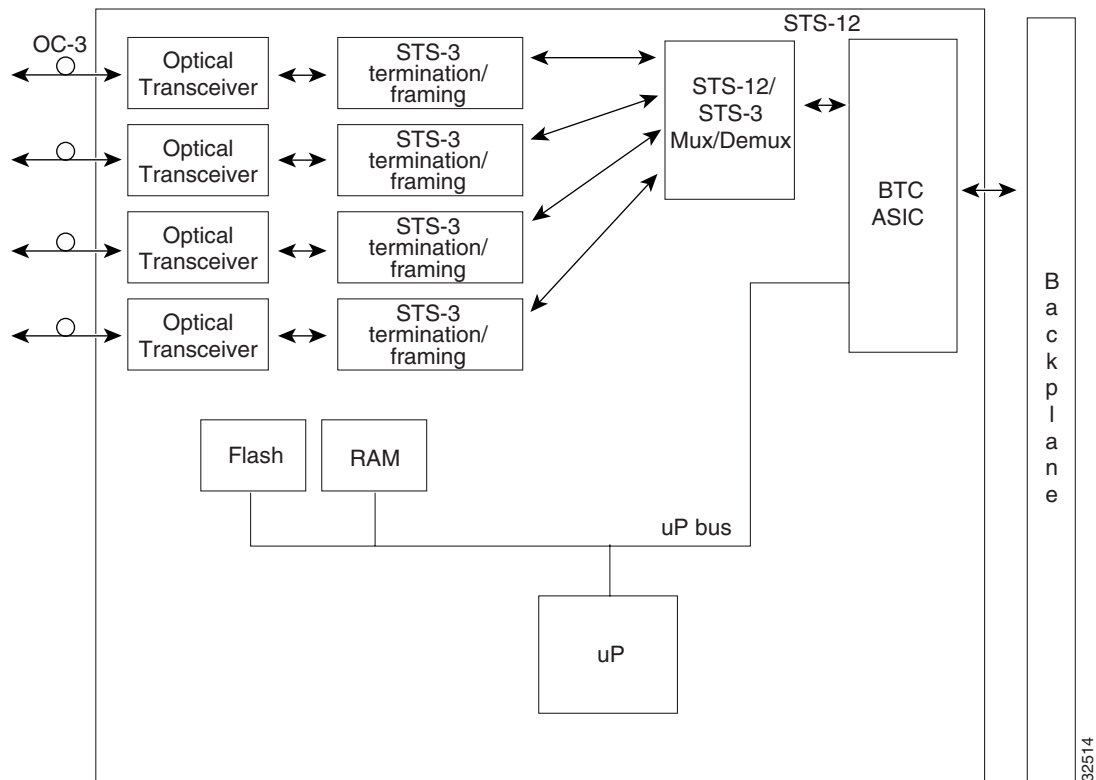 STS-12
OC-3
Optical
Transceiver
STS-3
termination/
framing
STS-12/
STS-3
Mux/Demux
Optical
Transceiver
STS-3
termination/
framing
Optical
Transceiver
STS-3
termination/
framing
Optical
Transceiver
STS-3
termination/
framing
BTC
ASIC
Backplane
Flash
RAM
uP bus
uP
32514